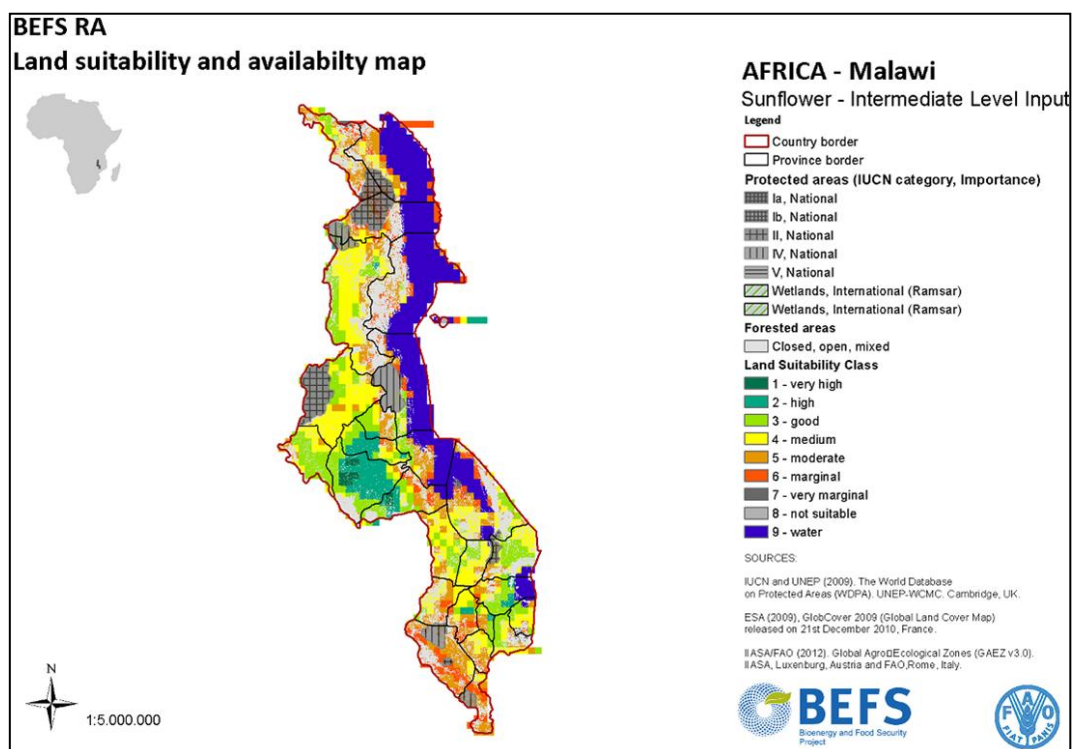 BEFS RA
Land suitability and availabilty map
AFRICA - Malawi
Sunflower - Intermediate Level Input
Legend
Country border
Province border
Protected areas (IUCN category, Importance)
Ia, National
Ib, National
II, National
IV, National
V, National
Wetlands, International (Ramsar)
Wetlands, International (Ramsar)
Forested areas
Closed, open, mixed
Land Suitability Class
1 - very high
2 - high
3 - good
4 - medium
5 - moderate
6 - marginal
7 - very marginal
8 - not suitable
9 - water
SOURCES:
IUCN and UNEP (2009). The World Database
on Protected Areas (WDPA). UNEP-WCMC. Cambridge, UK.
ESA (2009), GlobCover 2009 (Global Land Cover Map)
released on 21st December 2010, France.
IIASA/FAO (2012). Global Agro□Ecological Zones (GAEZ v3.0).
IIASA, Luxenburg, Austria and FAO,Rome, Italy.
N
1:5.000.000
BEFS
Bioenergy and Food Security
Project
F A O
FIAT PANIS